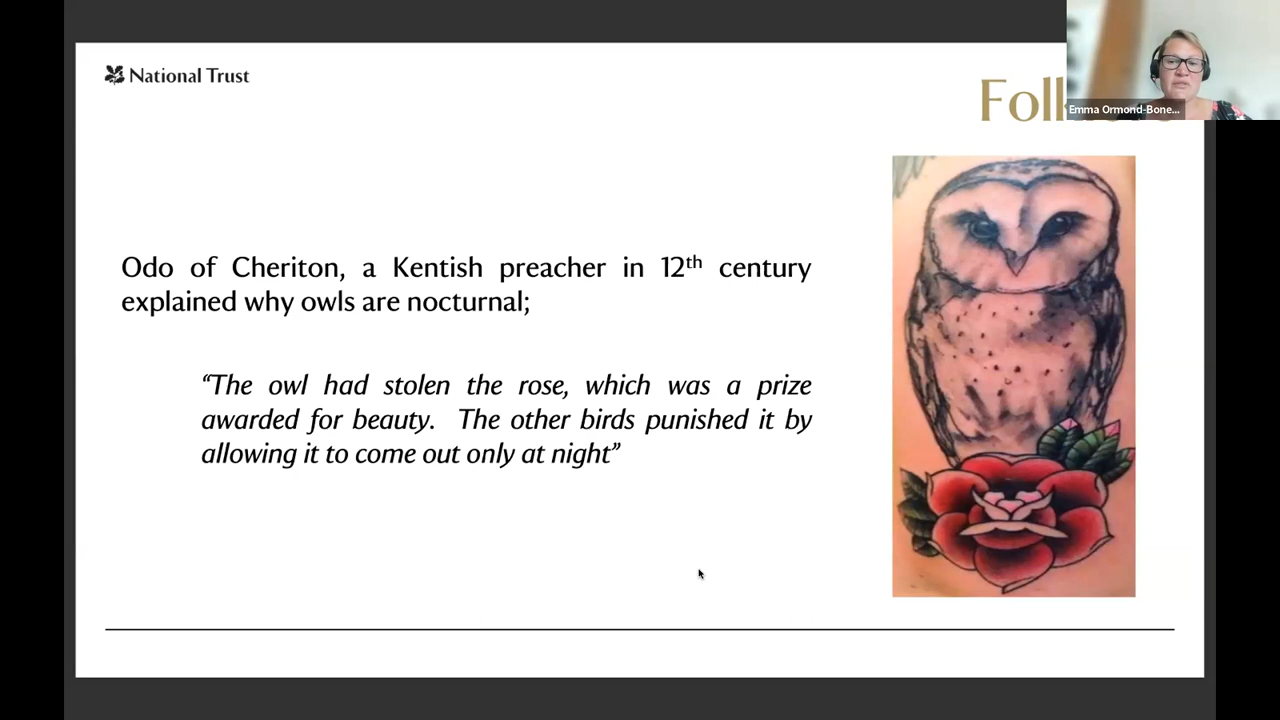 National Trust
Emma Ormond-Bone...
Odo of Cheriton, a Kentish preacher in 12th century
explained why owls are nocturnal;
“The owl had stolen the rose, which was a prize
awarded for beauty. The other birds punished it by
allowing it to come out only at night”